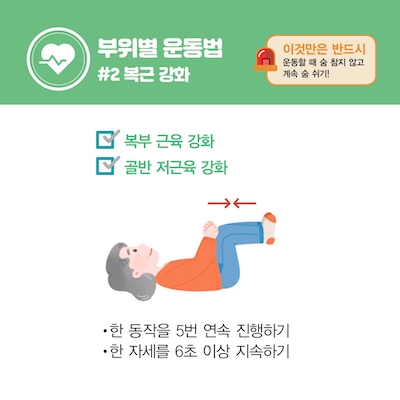 부위별 운동법
#2 복근 강화
이것만은 반드시
운동할 때 숨 참지 않고
계속 숨 쉬기!
복부 근육 강화
골반 저근육 강화
•한 동작을 5번 연속 진행하기
•한 자세를 6초 이상 지속하기